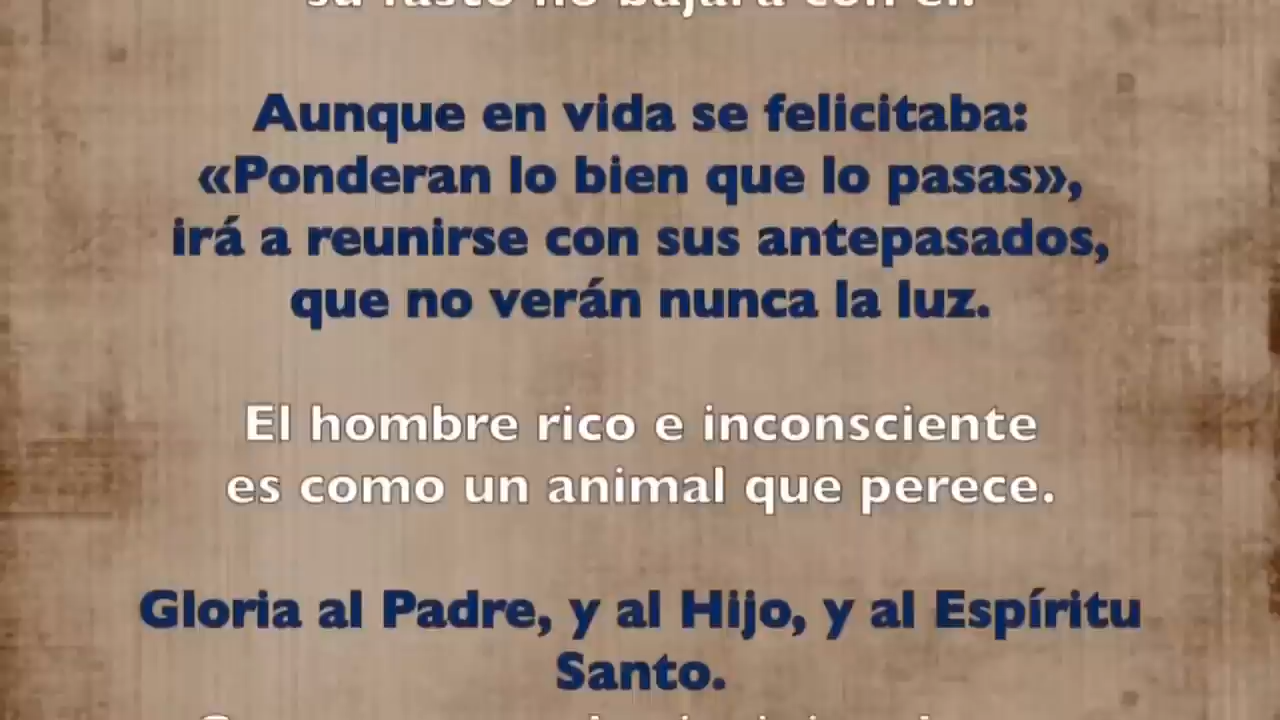 su fasto no bajará con él.
Aunque en vida se felicitaba:
«Ponderan lo bien que lo pasas»,
irá a reunirse con sus antepasados,
que no verán nunca la luz.
El hombre rico e inconsciente
es como un animal que perece.
Gloria al Padre, y al Hijo, y al Espíritu
Santo.